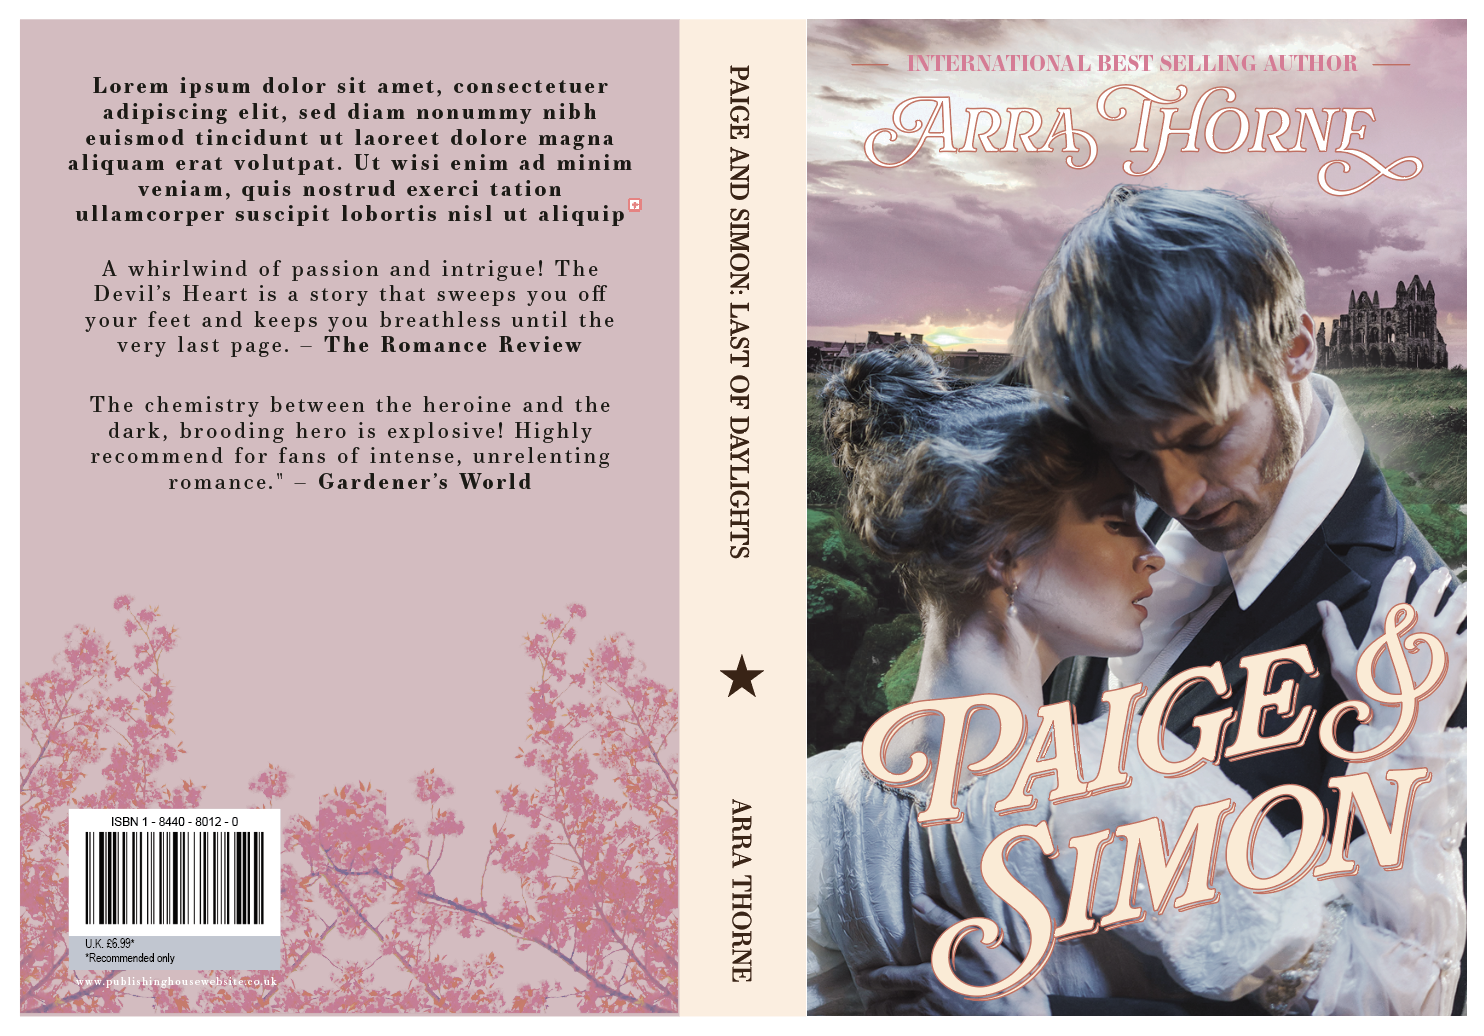 Lorem ipsum dolor sit amet, consectetuer
adipiscing elit, sed diam nonummy nibh
euismod tincidunt ut laoreet dolore magna
aliquam erat volutpat. Ut wisi enim ad minim
veniam, quis nostrud exerci tation
ullamcorper suscipit lobortis nisl ut aliquip
A whirlwind of passion and intrigue! The
Devil’s Heart is a story that sweeps you off
your feet and keeps you breathless until the
very last page. – The Romance Review
The chemistry between the heroine and the
dark, brooding hero is explosive! Highly
recommend for fans of intense, unrelenting
romance." – Gardener’s World
ISBN 1 - 8440 - 8012 - 0
U.K. £6.99*
*Recommended only
www.publishinghousewebsite.co.uk
PAIGE AND SIMON: LAST OF DAYLIGHTS
ARRA THORNE
INTERNATIONAL BEST SELLING AUTHOR
ARRA THORNE
PAIGE &
SIMON